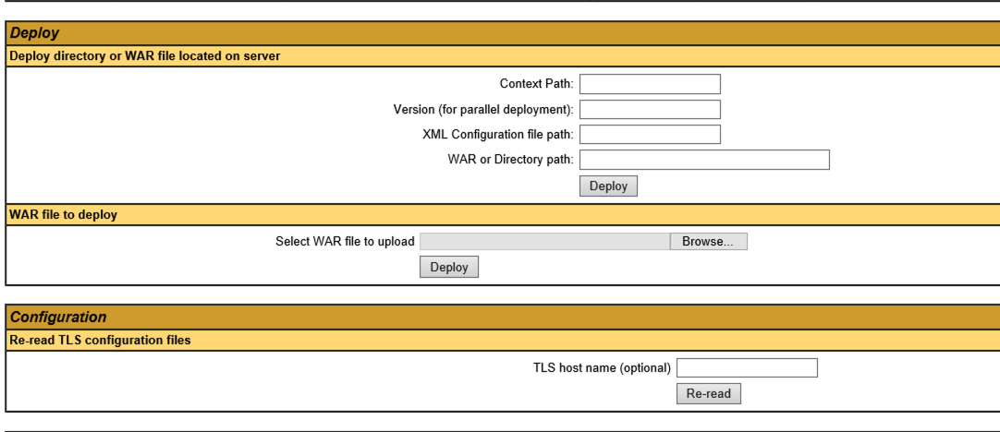 Deploy
Deploy directory or WAR file located on server
Context Path:
Version (for parallel deployment):
XML Configuration file path:
WAR or Directory path:
Deploy
WAR file to deploy
Select WAR file to upload Browse...
Deploy
Configuration
Re-read TLS configuration files
TLS host name (optional)
Re-read